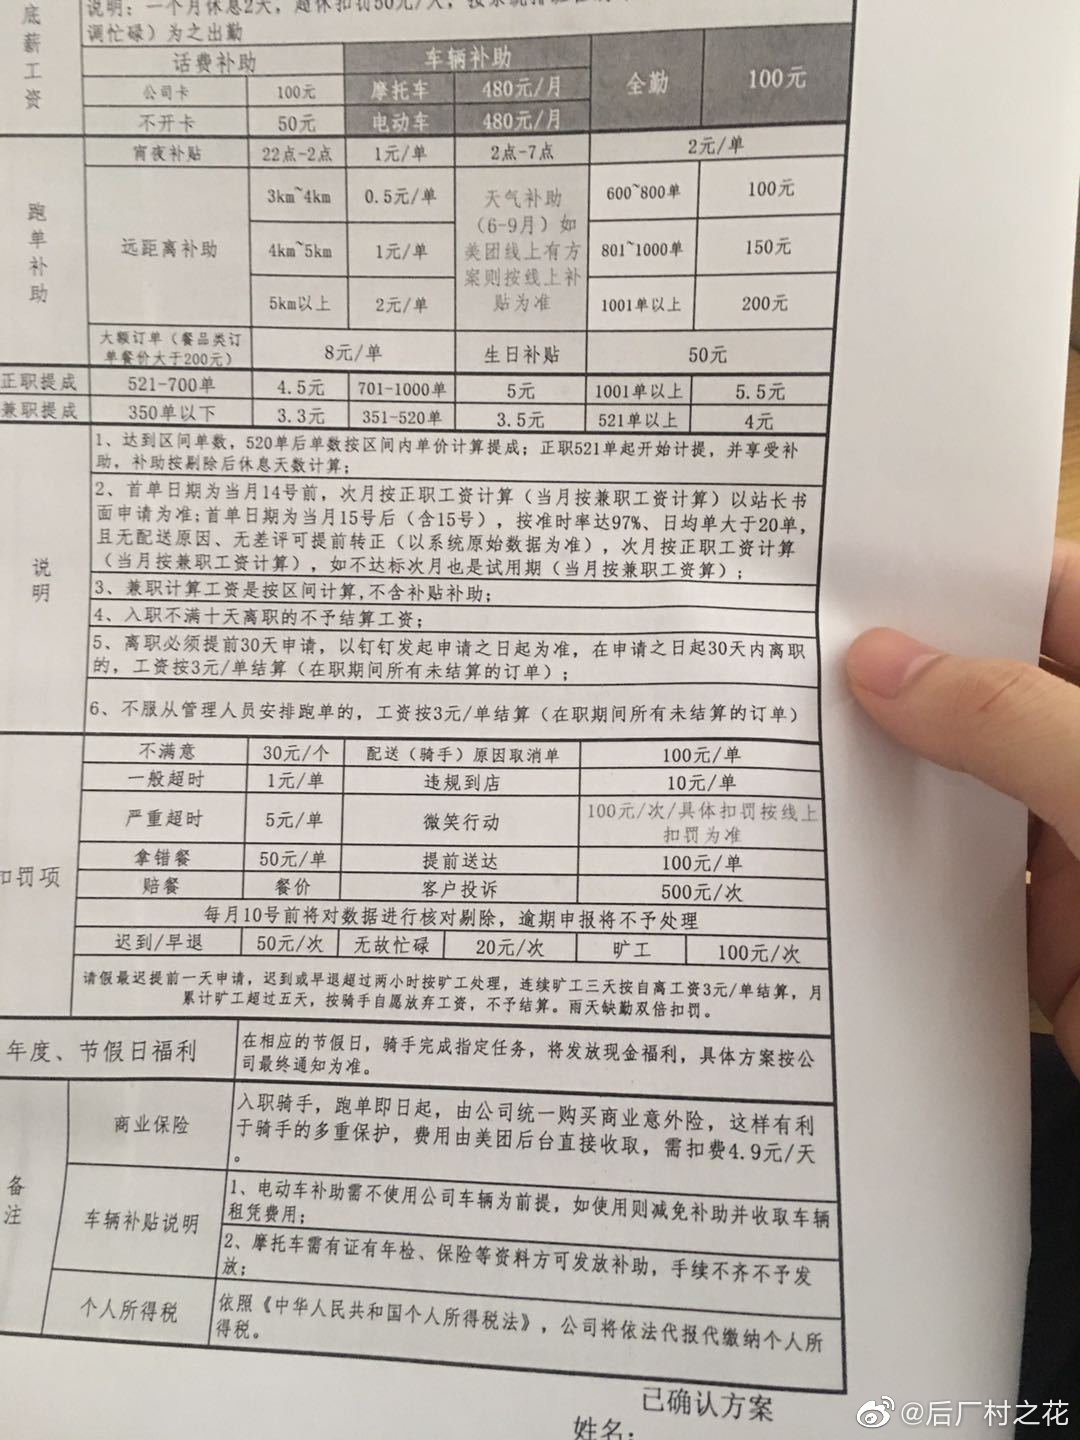 说明：一个月休息2天，超休扣罚50元/天，按系统排班
调忙碌）为之出勤
底薪工资
话费补助 车辆补助 全勤 100元
公司卡 100元 摩托车 480元/月
不开卡 50元 电动车 480元/月
跑单补助
宵夜补贴 22点-2点 1元/单 2点-7点 2元/单
远距离补助
3km~4km 0.5元/单
4km~5km 1元/单
5km以上 2元/单
天气补助
（6-9月）如
美团线上有方
案则按线上补
贴为准
600~800单 100元
801~1000单 150元
1001单以上 200元
大额订单（餐品类订
单餐价大于200元） 8元/单 生日补贴 50元
正职提成 521-700单 4.5元 701-1000单 5元 1001单以上 5.5元
兼职提成 350单以下 3.3元 351-520单 3.5元 521单以上 4元
说明
1、达到区间单数，520单后单数按区间内单价计算提成；正职521单起开始计提，并享受补
助，补助按剔除后休息天数计算；
2、首单日期为当月14号前，次月按正职工资计算（当月按兼职工资计算）以站长书
面申请为准；首单日期为当月15号后（含15号），按准时率达97%、日均单大于20单，
且无配送原因、无差评可提前转正（以系统原始数据为准），次月按正职工资计算
（当月按兼职工资计算），如不达标次月也是试用期（当月按兼职工资算）；
3、兼职计算工资是按区间计算,不含补贴补助；
4、入职不满十天离职的不予结算工资；
5、离职必须提前30天申请，以钉钉发起申请之日起为准，在申请之日起30天内离职
的，工资按3元/单结算（在职期间所有未结算的订单）；
6、不服从管理人员安排跑单的，工资按3元/单结算（在职期间所有未结算的订单）
扣罚项
不满意 30元/个 配送（骑手）原因取消单 100元/单
一般超时 1元/单 违规到店 10元/单
严重超时 5元/单 微笑行动 100元/次/具体扣罚按线上
扣罚为准
拿错餐 50元/单 提前送达 100元/单
赔餐 餐价 客户投诉 500元/次
每月10号前将对数据进行核对剔除，逾期申报将不予处理
迟到/早退 50元/次 无故忙碌 20元/次 旷工 100元/次
请假最迟提前一天申请，迟到或早退超过两小时按旷工处理，连续旷工三天按自离工资3元/单结算，月
累计旷工超过五天，按骑手自愿放弃工资，不予结算。雨天缺勤双倍扣罚。
年度、节假日福利
在相应的节假日，骑手完成指定任务，将发放现金福利，具体方案按公
司最终通知为准。
备注
商业保险
入职骑手，跑单即日起，由公司统一购买商业意外险，这样有利
于骑手的多重保护，费用由美团后台直接收取，需扣费4.9元/天
。
车辆补贴说明
1、电动车补助需不使用公司车辆为前提，如使用则减免补助并收取车辆
租凭费用；
2、摩托车需有证有年检、保险等资料方可发放补助，手续不齐不予发
放；
个人所得税
依照《中华人民共和国个人所得税法》，公司将依法代报代缴纳个人所
得税。
已确认方案
姓名：
@后厂村之花